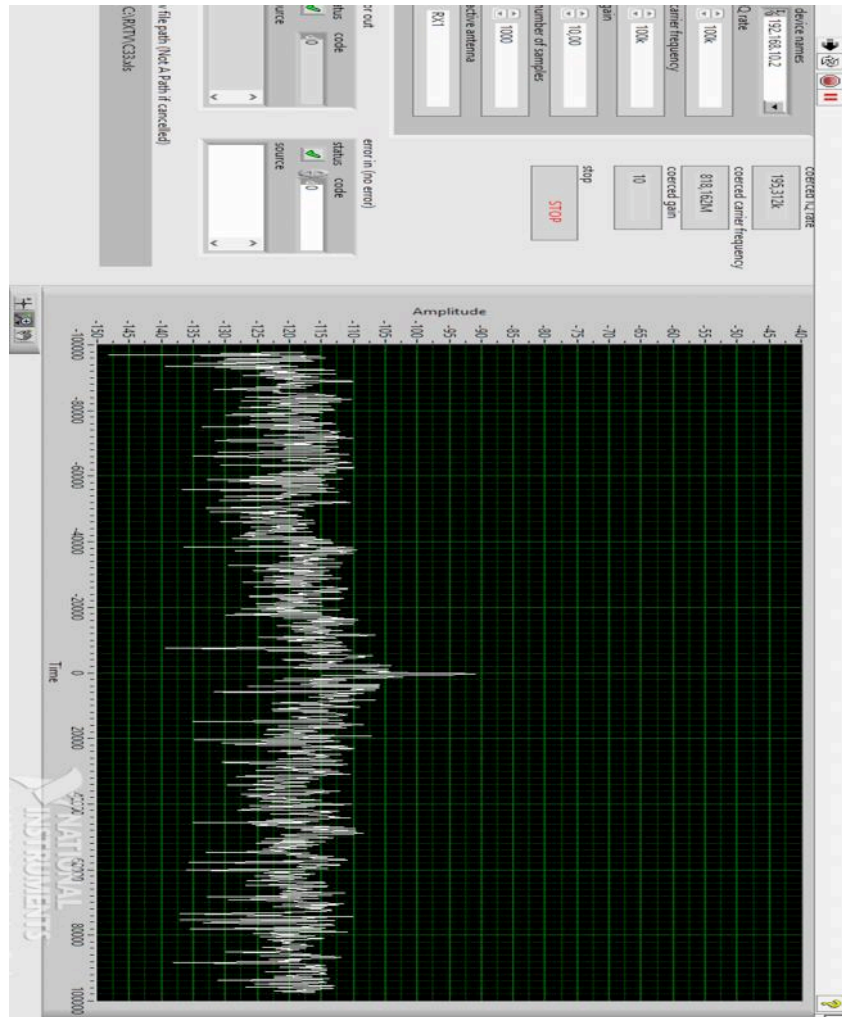 device names
192.168.10.2
IQ rate
100k
carrier frequency
100k
gain
10,00
number of samples
1000
active antenna
RX1
coerced IQ rate
195,312k
coerced carrier frequency
818,162M
coerced gain
10
stop
STOP
or out
status code
0
source
error in (no error)
status code
0
source
v file path (Not A Path if cancelled)
C:\RXTV\C33.xls
Amplitude
-40
-45
-50
-55
-60
-65
-70
-75
-80
-85
-90
-95
-100
-105
-110
-115
-120
-125
-130
-135
-140
-145
-150
-100000
-80000
-60000
-40000
-20000
0
20000
40000
60000
80000
100000
Time
NATIONAL
INSTRUMENTS